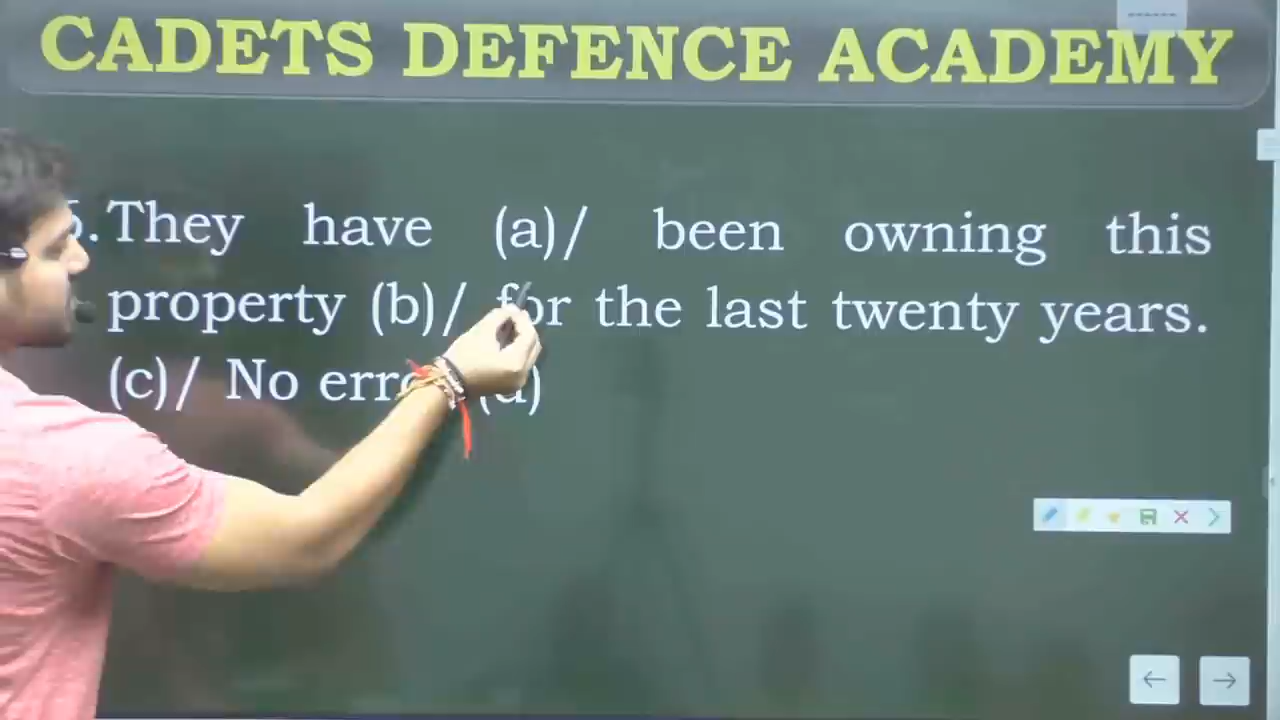 CADETS DEFENCE ACADEMY
They have (a)/ been owning this
property (b)/ for the last twenty years.
(c)/ No